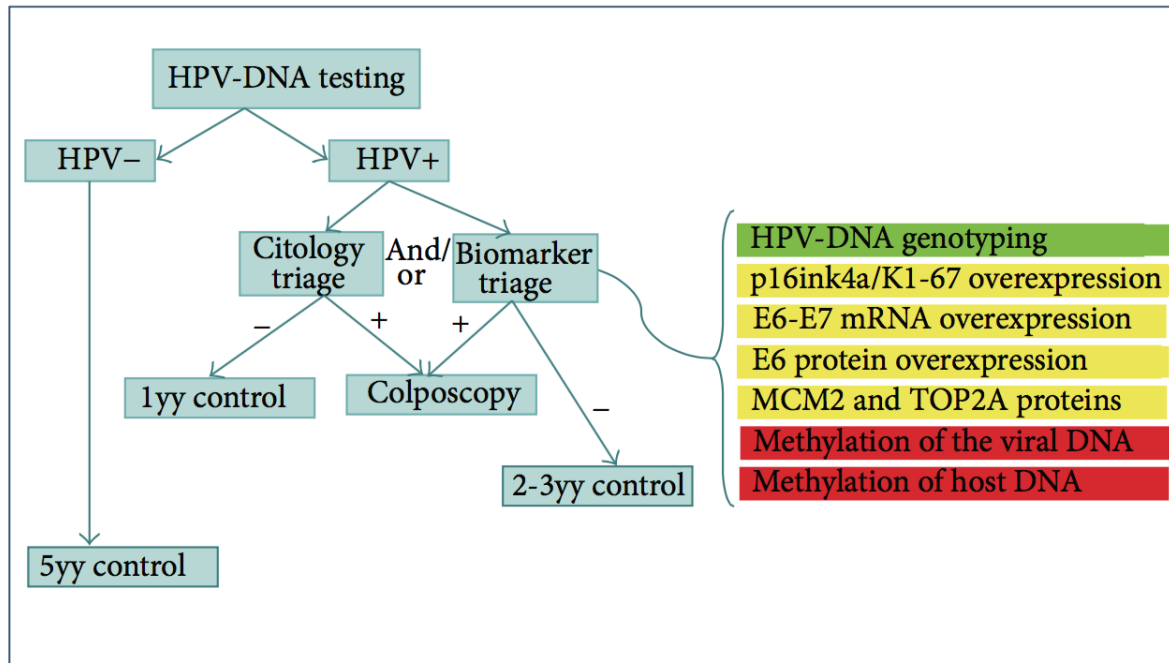 HPV-DNA testing
HPV−
HPV+
Citology
triage
And/
or
Biomarker
triage
−
+
+
−
1yy control
Colposcopy
2-3yy control
5yy control
HPV-DNA genotyping
p16ink4a/K1-67 overexpression
E6-E7 mRNA overexpression
E6 protein overexpression
MCM2 and TOP2A proteins
Methylation of the viral DNA
Methylation of host DNA